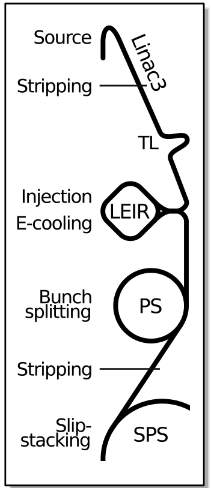 Source
Linac3
Stripping
TL
Injection
E-cooling
LEIR
Bunch
splitting
PS
Stripping
Slip-
stacking
SPS